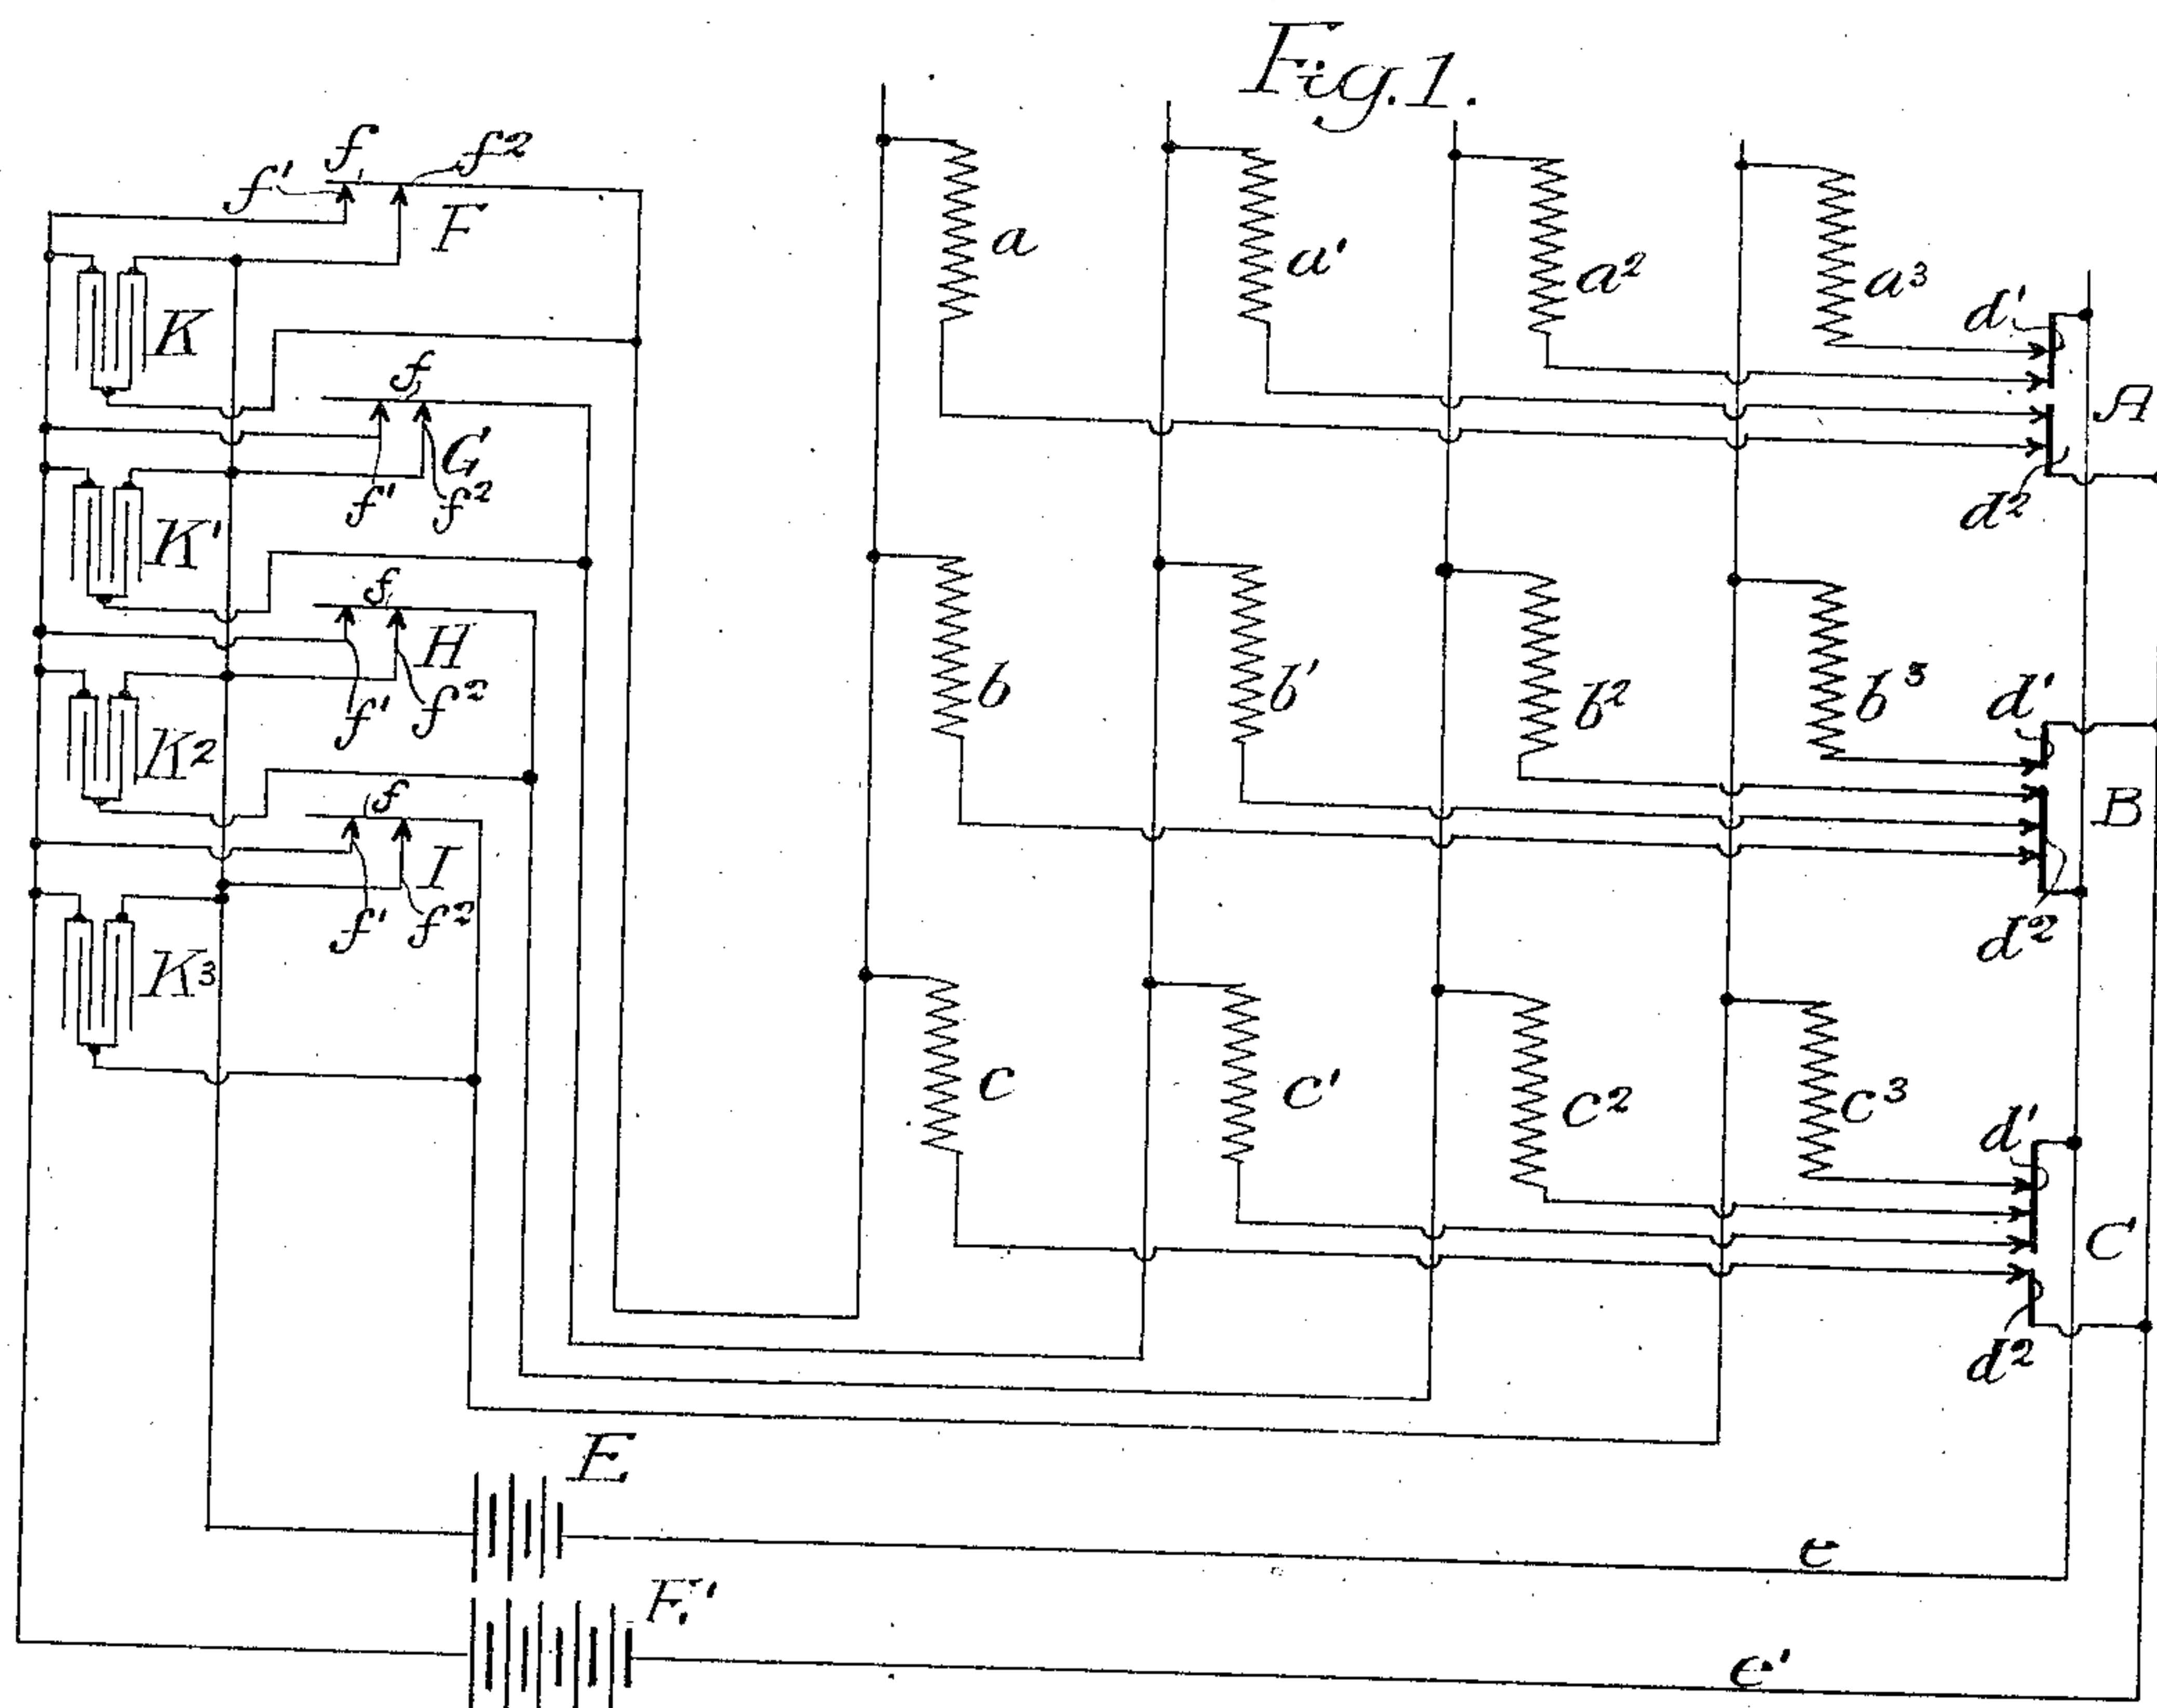 Fig. 1.
f
f'
f²
F
K
f
G
f'
f²
K'
f
H
f'
f²
K²
f
I
f'
f²
K³
a
a'
a²
a³
d'
A
d²
b
b'
b²
b³
d'
B
d²
c
c'
c²
c³
d'
C
d²
E
e
E'
e'